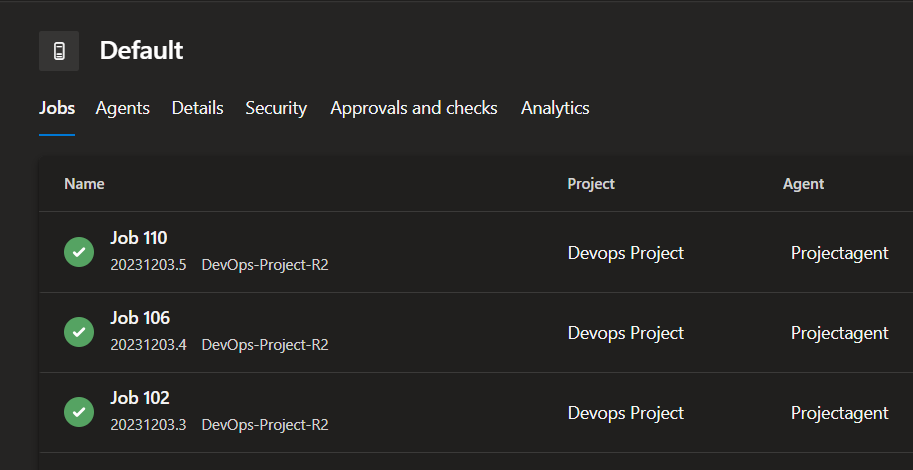 Default
Jobs Agents Details Security Approvals and checks Analytics
Name Project Agent
Job 110
20231203.5 DevOps-Project-R2 Devops Project Projectagent
Job 106
20231203.4 DevOps-Project-R2 Devops Project Projectagent
Job 102
20231203.3 DevOps-Project-R2 Devops Project Projectagent